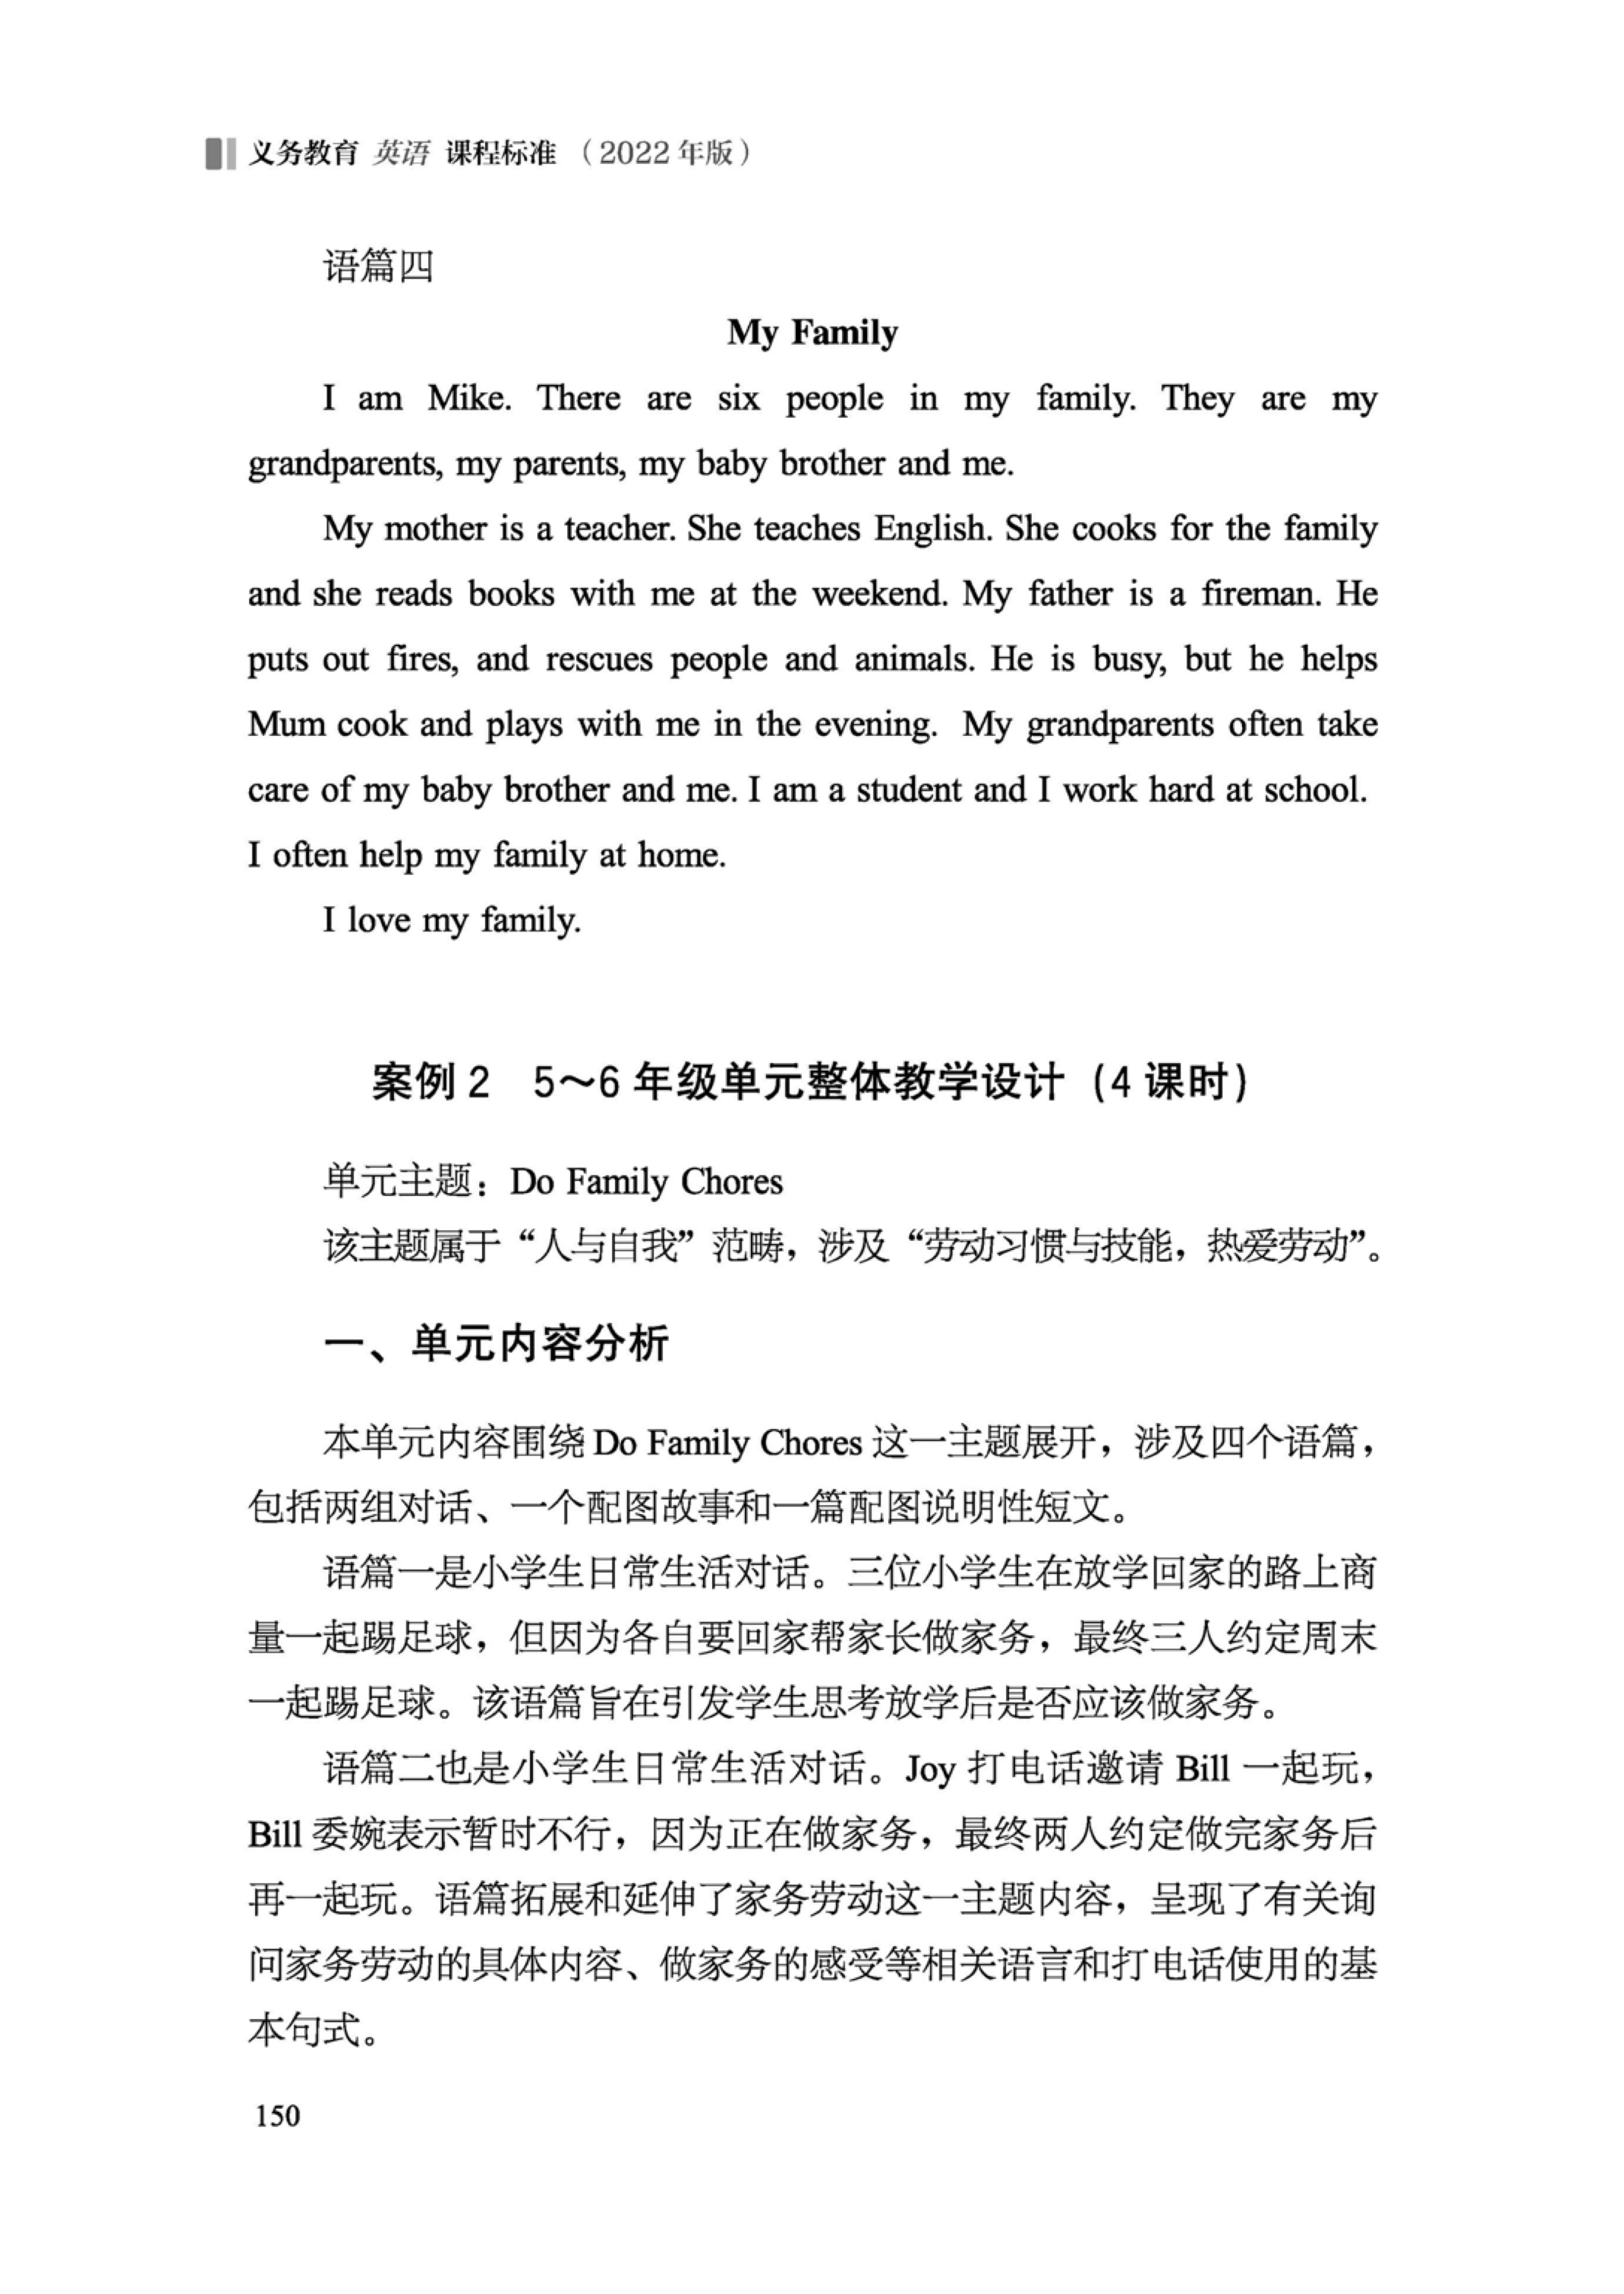 义务教育 英语 课程标准（2022 年版）
语篇四
My Family
I am Mike. There are six people in my family. They are my
grandparents, my parents, my baby brother and me.
My mother is a teacher. She teaches English. She cooks for the family
and she reads books with me at the weekend. My father is a fireman. He
puts out fires, and rescues people and animals. He is busy, but he helps
Mum cook and plays with me in the evening. My grandparents often take
care of my baby brother and me. I am a student and I work hard at school.
I often help my family at home.
I love my family.
案例 2 5～6 年级单元整体教学设计（4 课时）
单元主题：Do Family Chores
该主题属于“人与自我”范畴，涉及“劳动习惯与技能，热爱劳动”。
一、单元内容分析
本单元内容围绕 Do Family Chores 这一主题展开，涉及四个语篇，
包括两组对话、一个配图故事和一篇配图说明性短文。
语篇一是小学生日常生活对话。三位小学生在放学回家的路上商
量一起踢足球，但因为各自要回家帮家长做家务，最终三人约定周末
一起踢足球。该语篇旨在引发学生思考放学后是否应该做家务。
语篇二也是小学生日常生活对话。Joy 打电话邀请 Bill 一起玩，
Bill 委婉表示暂时不行，因为正在做家务，最终两人约定做完家务后
再一起玩。语篇拓展和延伸了家务劳动这一主题内容，呈现了有关询
问家务劳动的具体内容、做家务的感受等相关语言和打电话使用的基
本句式。
150